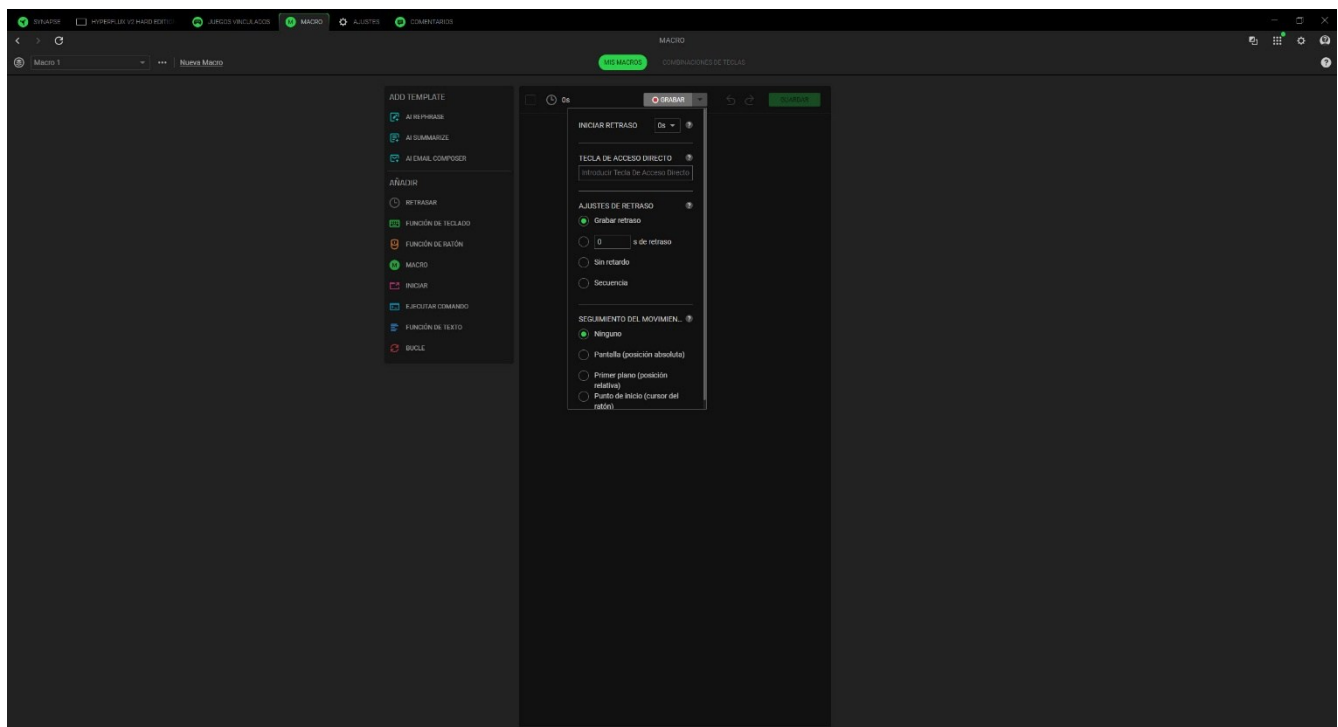 SYNAPSE HYPERFLUX V2 HARD EDITIO JUEGOS VINCULADOS MACRO AJUSTES COMENTARIOS
MACRO
Macro 1 Nueva Macro MIS MACROS COMBINACIONES DE TECLAS
ADD TEMPLATE
AI REPHRASE
AI SUMMARIZE
AI EMAIL COMPOSER
AÑADIR
RETRASAR
FUNCIÓN DE TECLADO
FUNCIÓN DE RATÓN
MACRO
INICIAR
EJECUTAR COMANDO
FUNCIÓN DE TEXTO
BUCLE
0s GRABAR GUARDAR
INICIAR RETRASO 0s
TECLA DE ACCESO DIRECTO
Introducir Tecla De Acceso Directo
AJUSTES DE RETRASO
Grabar retraso
0 s de retraso
Sin retardo
Secuencia
SEGUIMIENTO DEL MOVIMIEN...
Ninguno
Pantalla (posición absoluta)
Primer plano (posición
relativa)
Punto de inicio (cursor del
ratón)